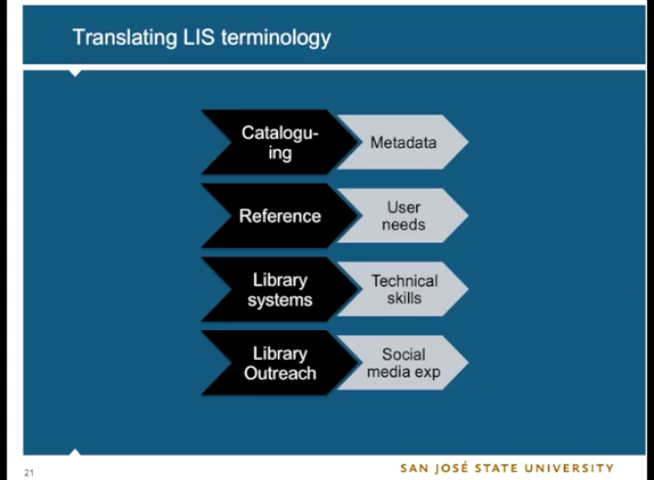 Translating LIS terminology
Catalogu-
ing
Metadata
Reference
User
needs
Library
systems
Technical
skills
Library
Outreach
Social
media exp
21
SAN JOSÉ STATE UNIVERSITY